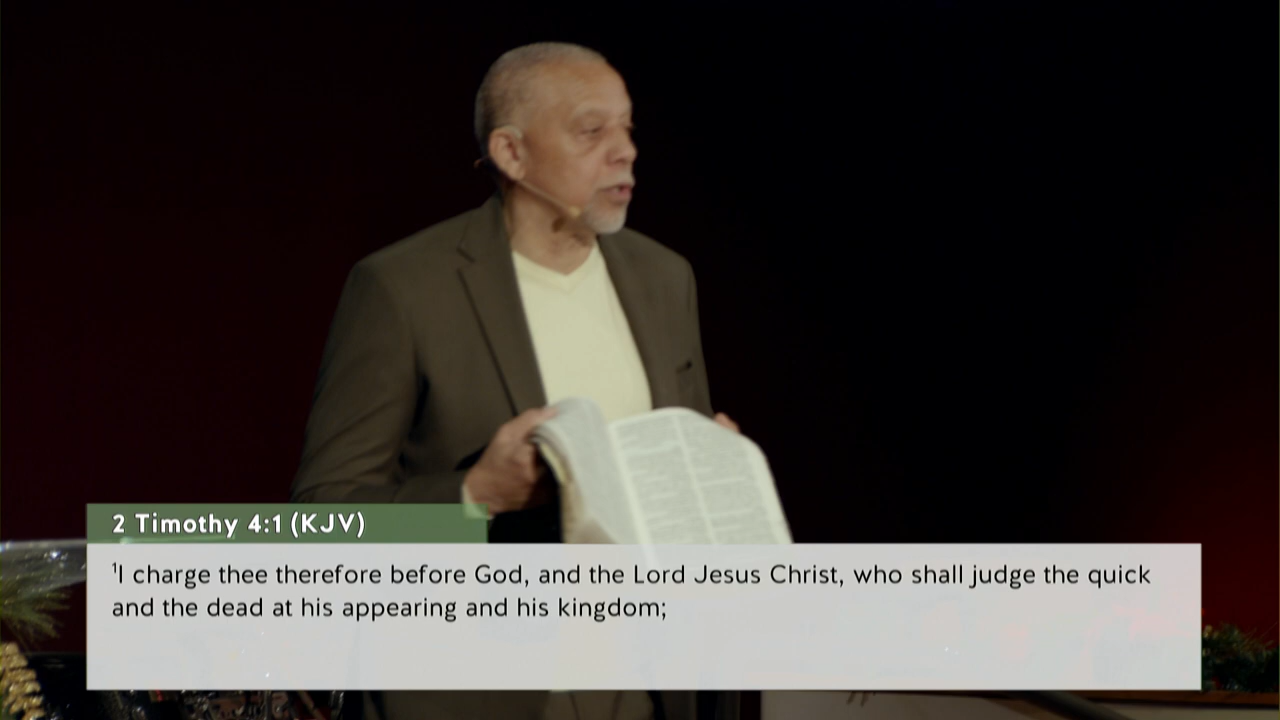 2 Timothy 4:1 (KJV)
¹I charge thee therefore before God, and the Lord Jesus Christ, who shall judge the quick
and the dead at his appearing and his kingdom;